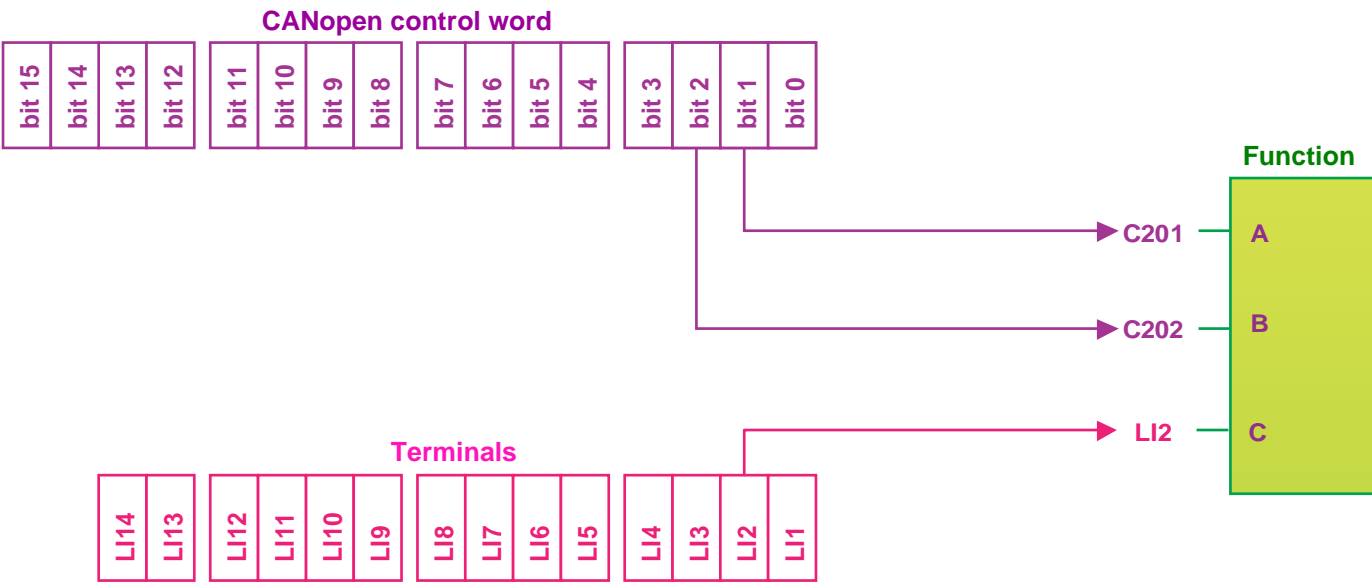 CANopen control word
bit 15 bit 14 bit 13 bit 12 bit 11 bit 10 bit 9 bit 8 bit 7 bit 6 bit 5 bit 4 bit 3 bit 2 bit 1 bit 0
Function
C201 A
C202 B
LI2 C
Terminals
LI14 LI13 LI12 LI11 LI10 LI9 LI8 LI7 LI6 LI5 LI4 LI3 LI2 LI1